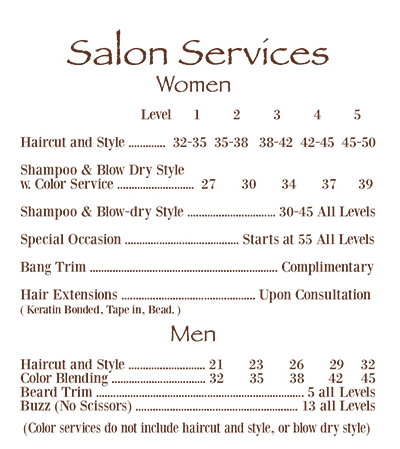 Salon Services
Women
Level 1 2 3 4 5
Haircut and Style ............. 32-35 35-38 38-42 42-45 45-50
Shampoo & Blow Dry Style
w. Color Service ........................... 27 30 34 37 39
Shampoo & Blow-dry Style ............................... 30-45 All Levels
Special Occasion ........................................ Starts at 55 All Levels
Bang Trim .................................................................. Complimentary
Hair Extensions ............................................... Upon Consultation
( Keratin Bonded, Tape in, Bead. )
Men
Haircut and Style ........................... 21 23 26 29 32
Color Blending ................................. 32 35 38 42 45
Beard Trim .......................................................................... 5 all Levels
Buzz (No Scissors) ......................................................... 13 all Levels
(Color services do not include haircut and style, or blow dry style)